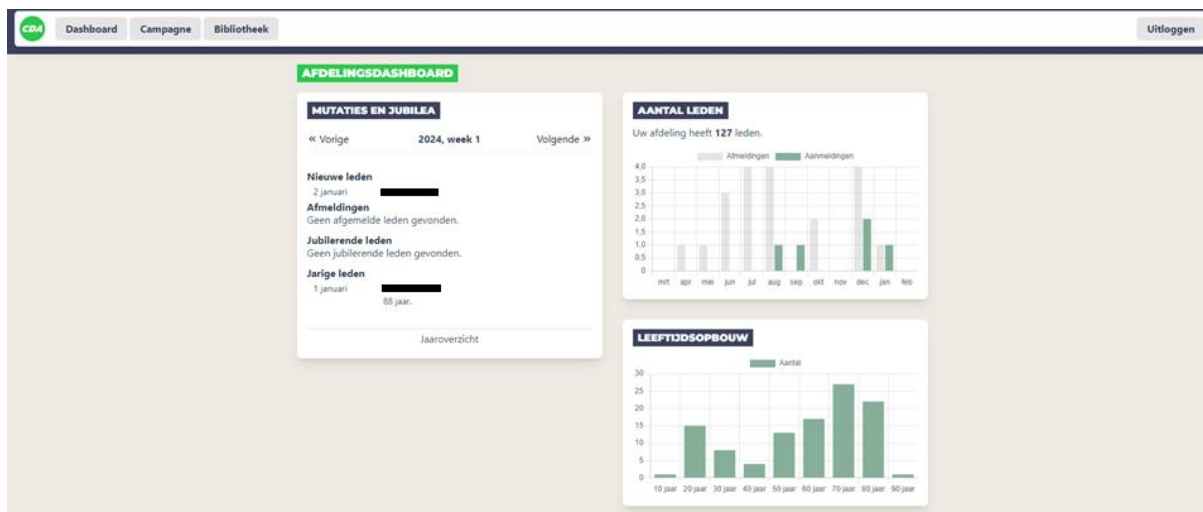 CDA Dashboard Campagne Bibliotheek Uitloggen
AFDELINGSDASHBOARD
MUTATIES EN JUBILEA
« Vorige 2024, week 1 Volgende »
Nieuwe leden
2 januari
Afmeldingen
Geen afgemelde leden gevonden.
Jubilerende leden
Geen jubilerende leden gevonden.
Jarige leden
1 januari
88 jaar.
Jaaroverzicht
AANTAL LEDEN
Uw afdeling heeft 127 leden.
Afmeldingen Aanmeldingen
4,0
3,5
3,0
2,5
2,0
1,5
1,0
0,5
0
mrt apr mei jun jul aug sep okt nov dec jan feb
LEEFTIJDSOPBOUW
Aantal
30
25
20
15
10
5
0
10 jaar 20 jaar 30 jaar 40 jaar 50 jaar 60 jaar 70 jaar 80 jaar 90 jaar